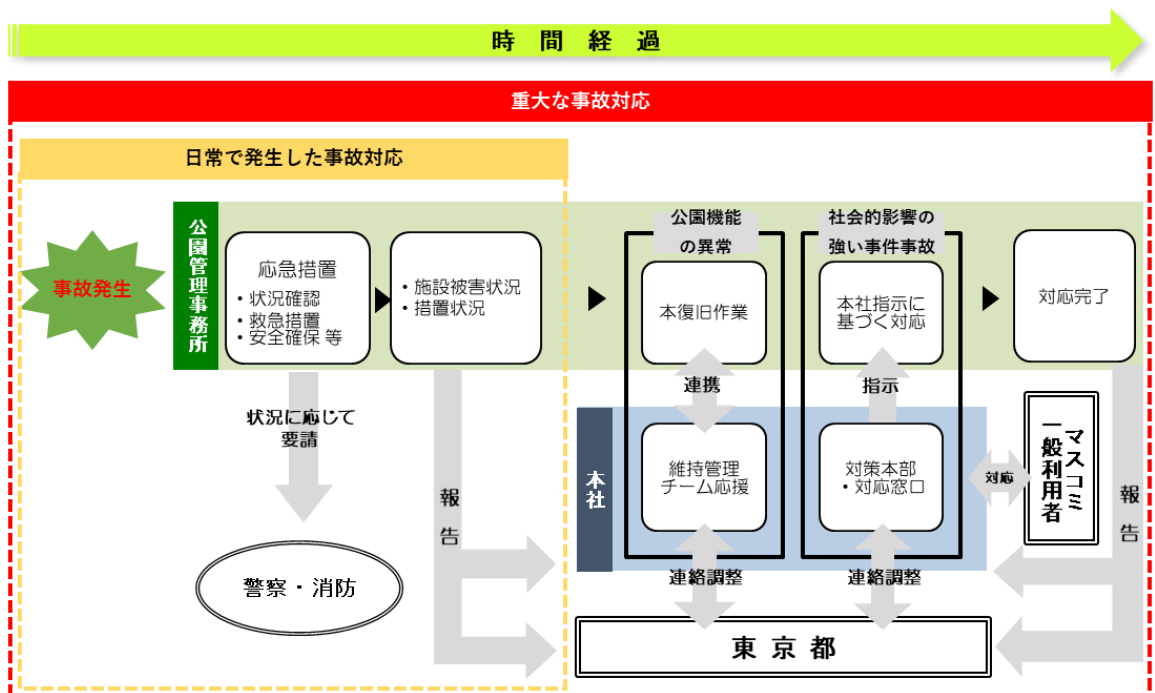 時間経過
重大な事故対応
日常で発生した事故対応
事故発生
公園管理事務所
応急措置
・状況確認
・救急措置
・安全確保 等
・施設被害状況
・措置状況
公園機能
の異常
本復旧作業
社会的影響の
強い事件事故
本社指示に
基づく対応
対応完了
状況に応じて
要請
警察・消防
報告
連携
指示
本社
維持管理
チーム応援
対策本部
・対応窓口
対応
マスコミ
一般利用者
報告
連絡調整
連絡調整
東京都